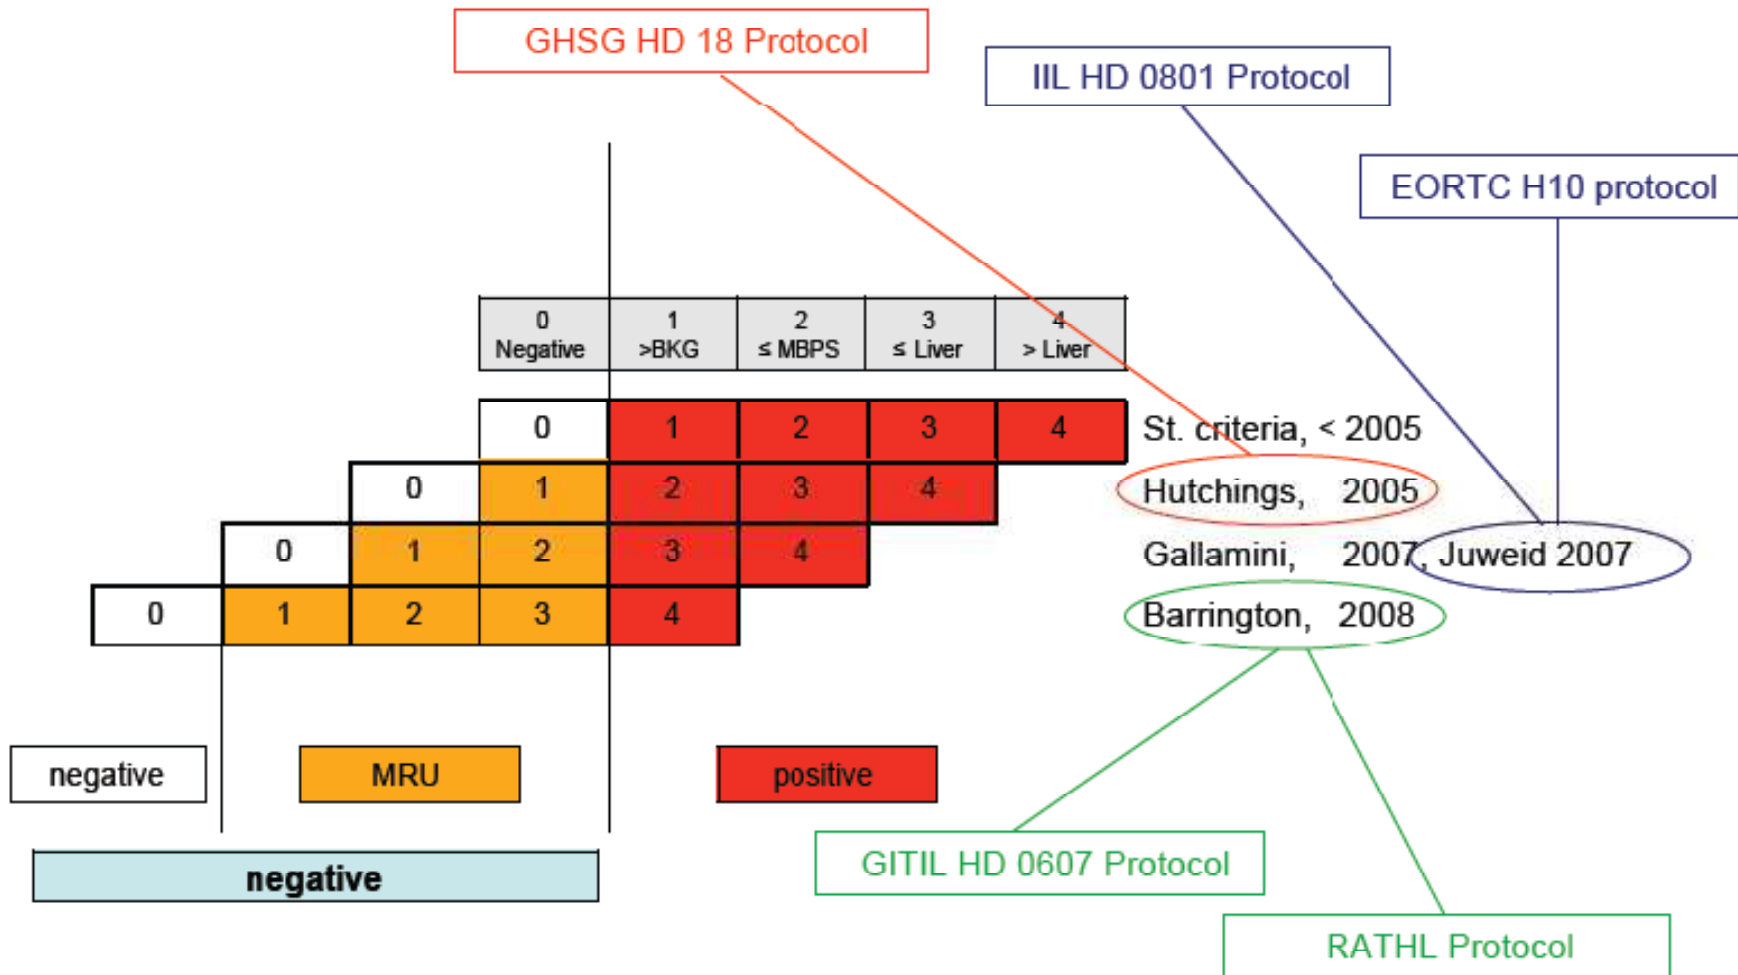 GHSG HD 18 Protocol
IIL HD 0801 Protocol
EORTC H10 protocol
0 1 2 3 4
Negative >BKG ≤ MBPS ≤ Liver > Liver
0 1 2 3 4 St. criteria, < 2005
0 1 2 3 4 Hutchings, 2005
0 1 2 3 4 Gallamini, 2007, Juweid 2007
0 1 2 3 4 Barrington, 2008
negative MRU positive
negative
GITIL HD 0607 Protocol
RATHL Protocol